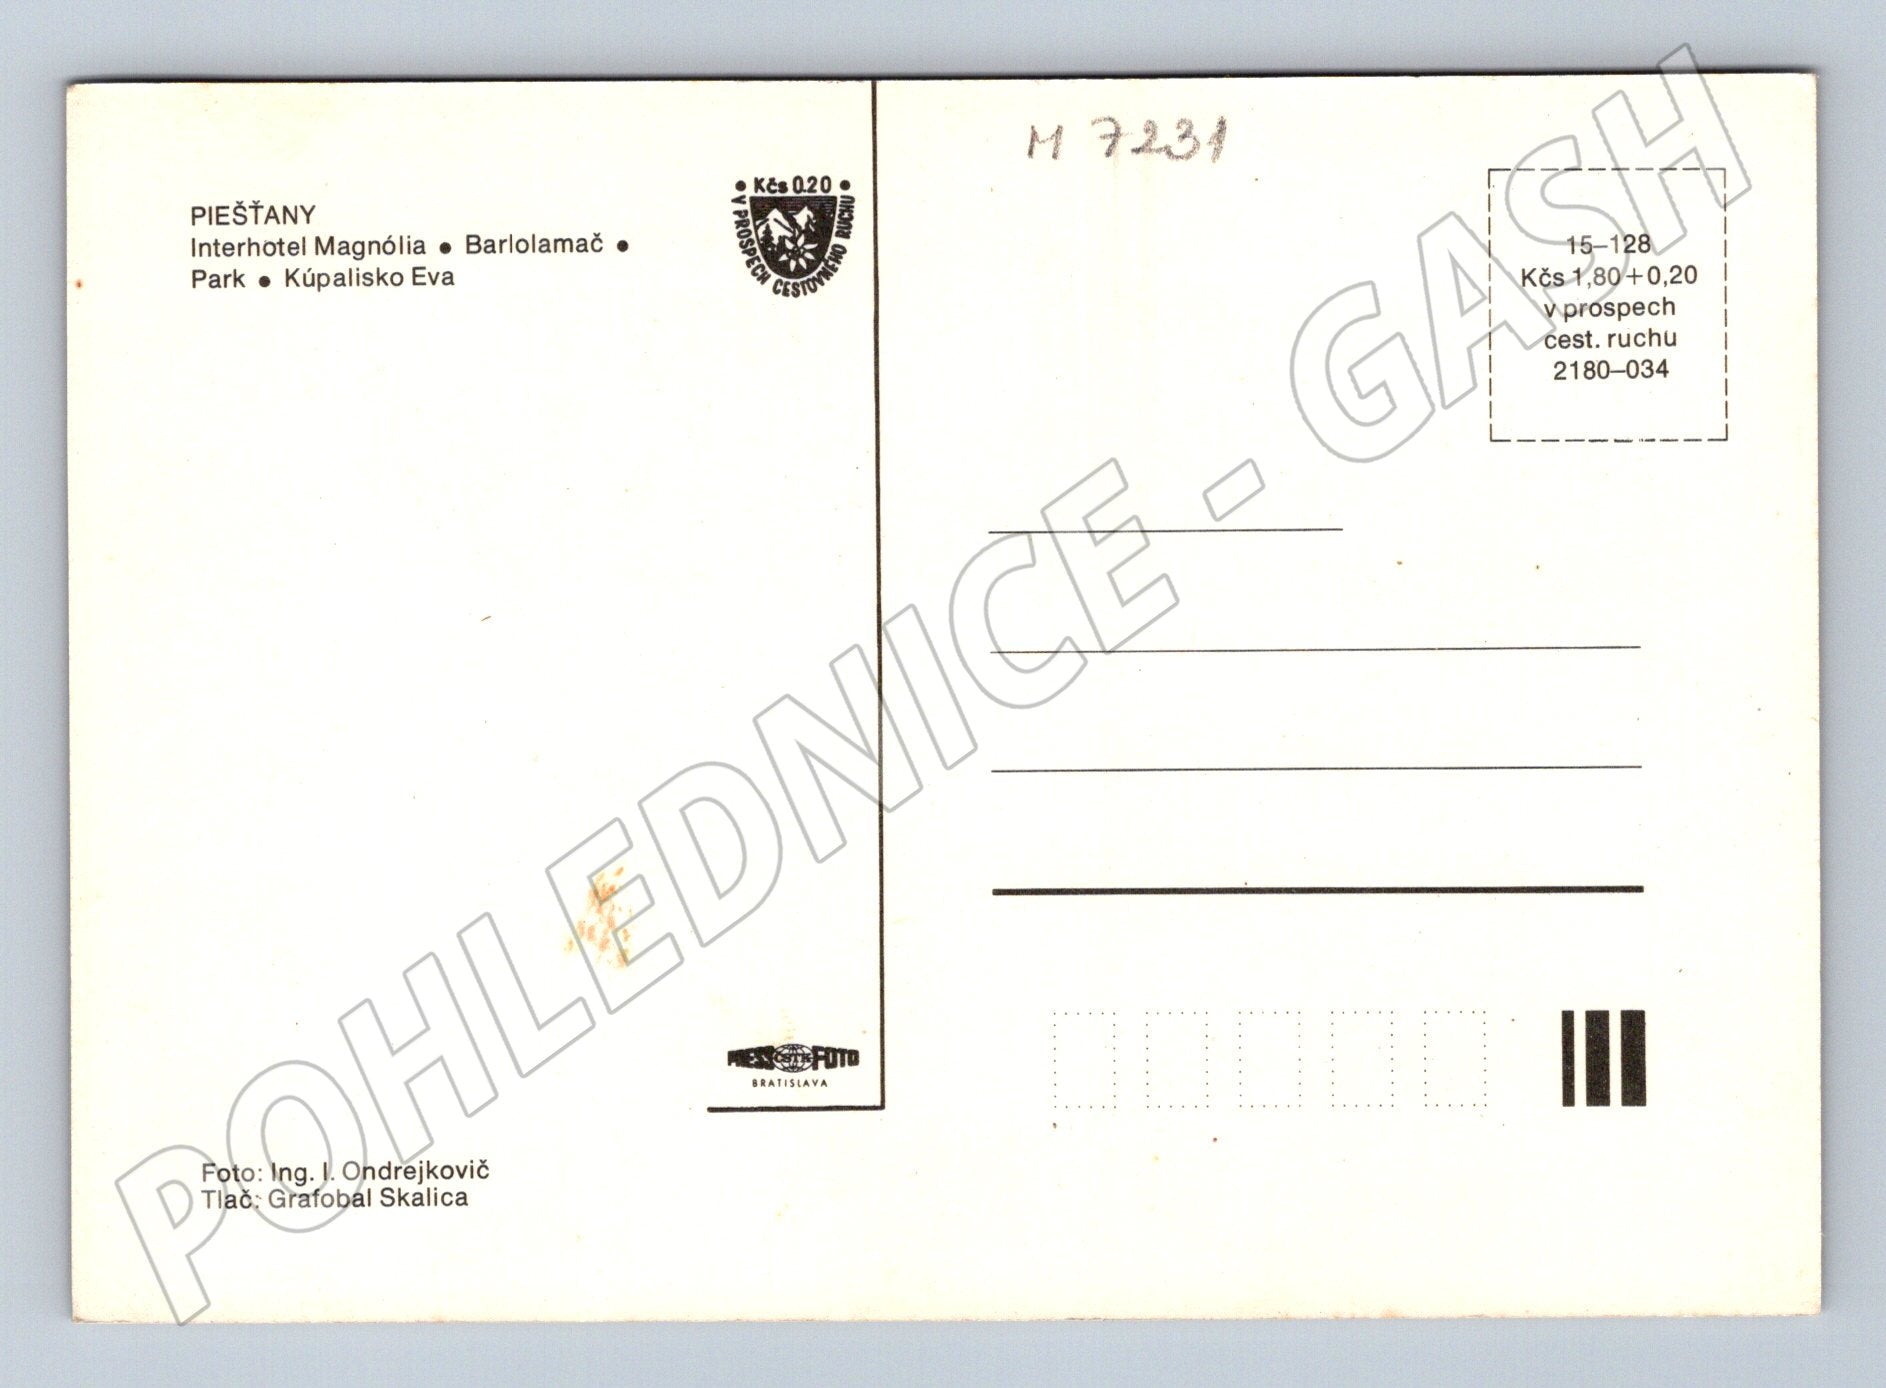 M 7231
PIEŠŤANY
Interhotel Magnólia ● Barlolamač ●
Park ● Kúpalisko Eva
• Kčs 0.20 •
V PROSPECH CESTOVNÉHO RUCHU
15–128
Kčs 1,80+0,20
v prospech
cest. ruchu
2180–034
POHLEDNICE - GASH
PRESS ČSTK FOTO
BRATISLAVA
Foto: Ing. I. Ondrejkovič
Tlač: Grafobal Skalica